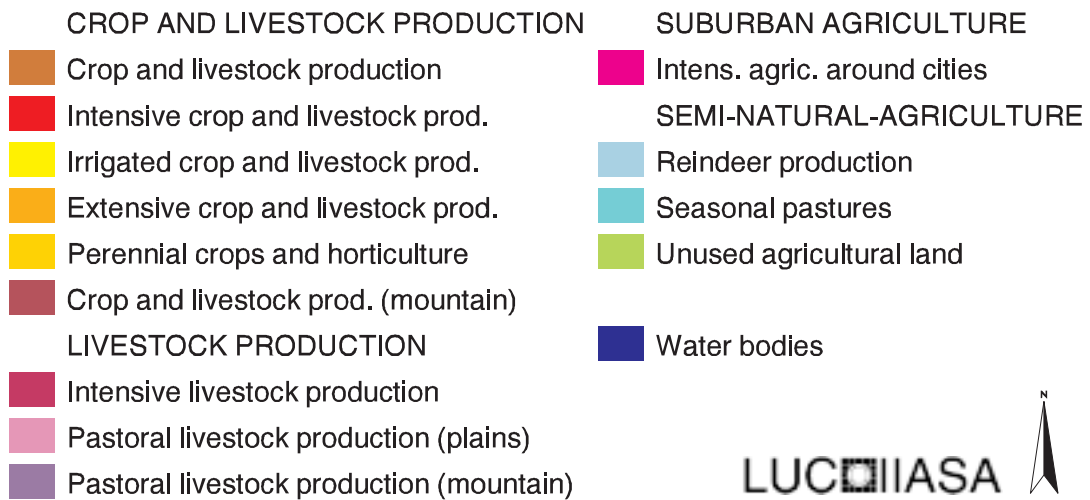 CROP AND LIVESTOCK PRODUCTION
Crop and livestock production
Intensive crop and livestock prod.
Irrigated crop and livestock prod.
Extensive crop and livestock prod.
Perennial crops and horticulture
Crop and livestock prod. (mountain)
LIVESTOCK PRODUCTION
Intensive livestock production
Pastoral livestock production (plains)
Pastoral livestock production (mountain)
SUBURBAN AGRICULTURE
Intens. agric. around cities
SEMI-NATURAL-AGRICULTURE
Reindeer production
Seasonal pastures
Unused agricultural land
Water bodies
N
LUC IIASA